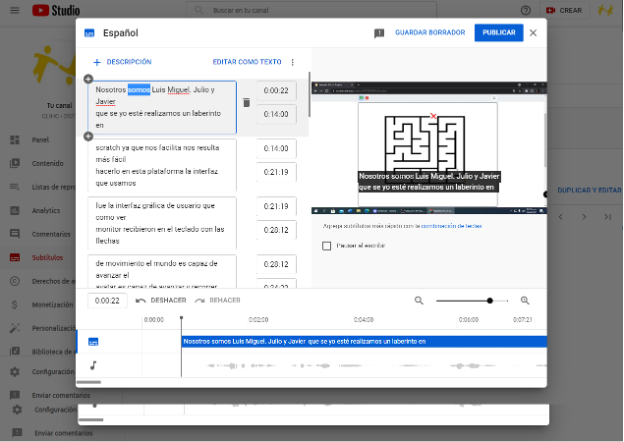 Studio
Buscar en tu canal
CREAR
Español
GUARDAR BORRADOR
PUBLICAR
DESCRIPCIÓN
EDITAR COMO TEXTO
Nosotros somos Luis Miguel. Julio y
Javier
que se yo esté realizamos un laberinto
en
0:00:22
0:14:00
scratch ya que nos facilita nos resulta
más fácil
hacerlo en esta plataforma la interfaz
que usamos
0:14:00
0:21:19
fue la interfaz gráfica de usuario que
como ver
monitor recibieron en el teclado con las
flechas
0:21:19
0:28:12
de movimiento el mundo es capaz de
avanzar el
0:28:12
Nosotros somos Luis Miguel. Julio y Javier
que se yo esté realizamos un laberinto en
Agrega subtítulos más rápido con la combinación de teclas
Pausar al escribir
Tu canal
Panel
Contenido
Listas de repro
Analytics
Comentarios
Subtítulos
Derechos de a
Monetización
Personalizació
Biblioteca de a
Configuración
Enviar comentarios
Configuración
Enviar comentarios
DUPLICAR Y EDITAR
0:00:22
DESHACER
REHACER
0:00:00
0:02:00
0:04:00
0:06:00
0:07:21
Nosotros somos Luis Miguel. Julio y Javier que se yo esté realizamos un laberinto en